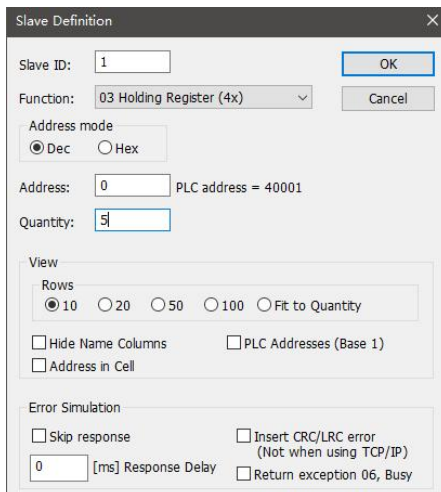 Slave Definition
Slave ID: 1 OK
Function: 03 Holding Register (4x) Cancel
Address mode
Dec Hex
Address: 0 PLC address = 40001
Quantity: 5
View
Rows
10 20 50 100 Fit to Quantity
Hide Name Columns PLC Addresses (Base 1)
Address in Cell
Error Simulation
Skip response Insert CRC/LRC error
(Not when using TCP/IP)
0 [ms] Response Delay
Return exception 06, Busy